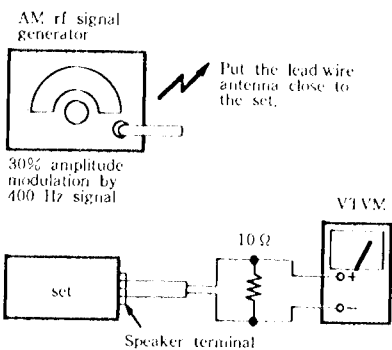 AM rf signal
generator
Put the lead-wire
antenna close to
the set.
30% amplitude
modulation by
400 Hz signal
VTVM
10 Ω
+
−
set
Speaker terminal